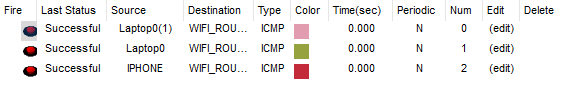 Fire Last Status Source Destination Type Color Time(sec) Periodic Num Edit Delete
Successful Laptop0(1) WIFI_ROU... ICMP 0.000 N 0 (edit)
Successful Laptop0 WIFI_ROU... ICMP 0.000 N 1 (edit)
Successful IPHONE WIFI_ROU... ICMP 0.000 N 2 (edit)